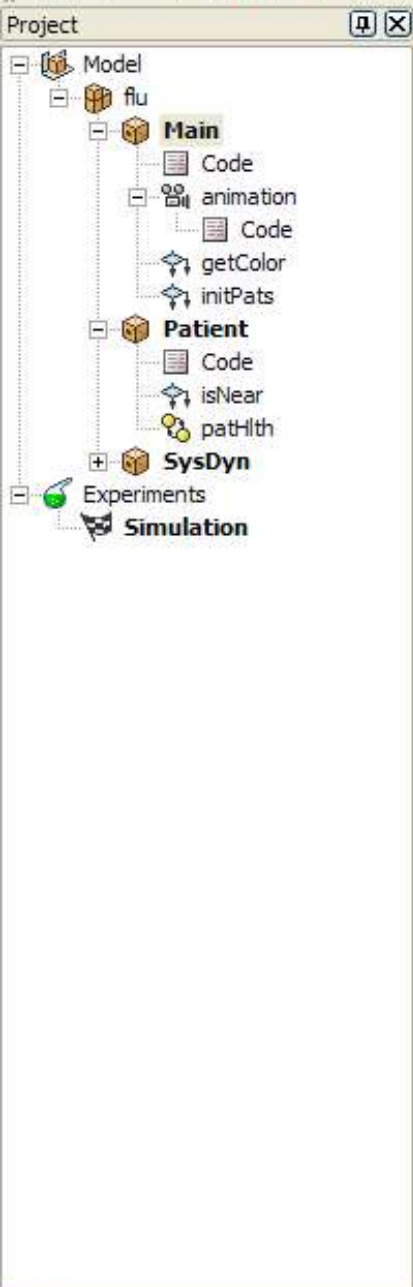 Project
Model
flu
Main
Code
animation
Code
getColor
initPats
Patient
Code
isNear
patHlth
SysDyn
Experiments
Simulation